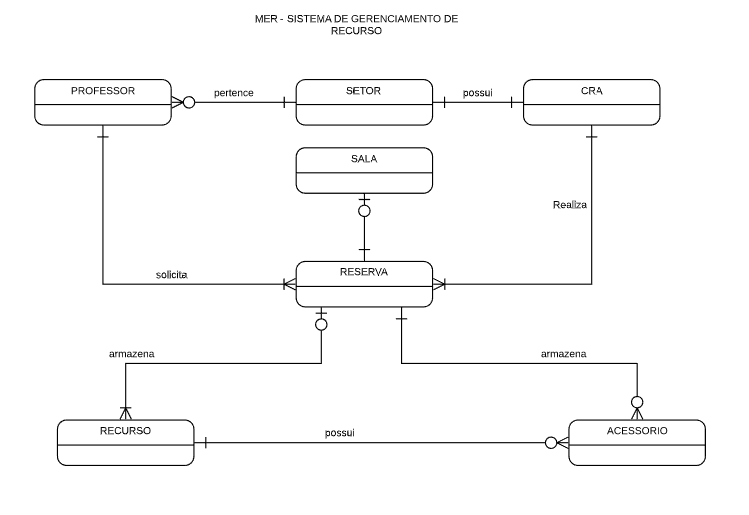 MER - SISTEMA DE GERENCIAMENTO DE
RECURSO
PROFESSOR
pertence
SETOR
possui
CRA
SALA
Realiza
RESERVA
solicita
armazena
armazena
RECURSO
possui
ACESSORIO